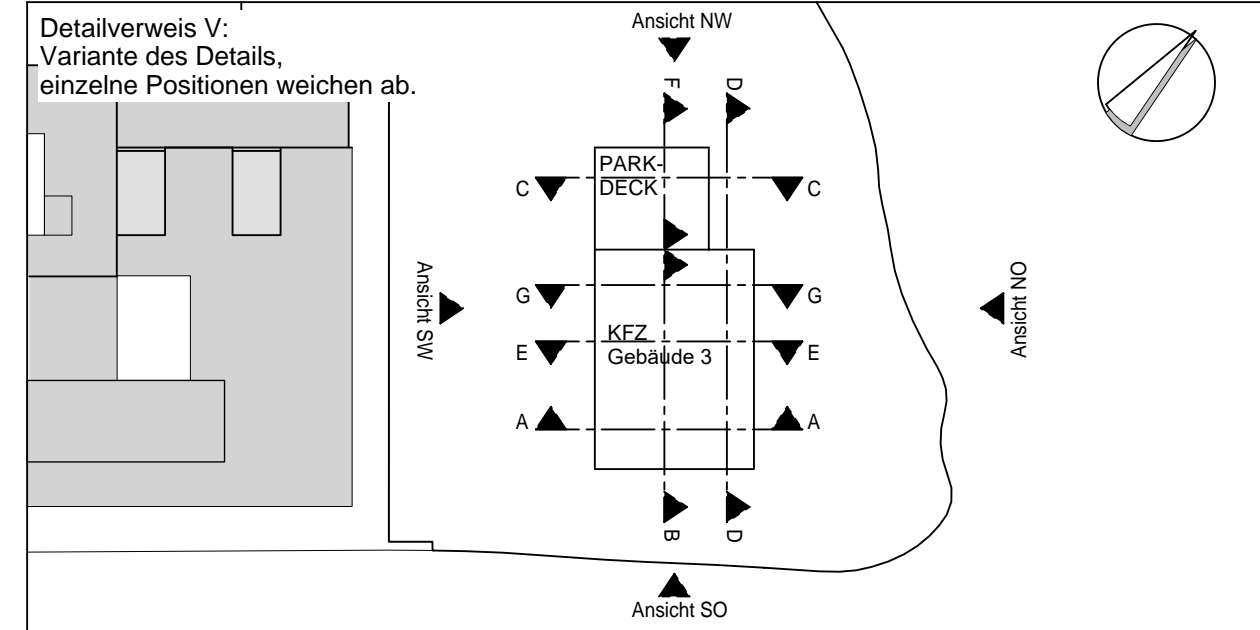 Detailverweis V:
Variante des Details,
einzelne Positionen weichen ab.
Ansicht NW
F
D
PARK-
DECK
C
C
Ansicht SW
G
G
Ansicht NO
KFZ
Gebäude 3
E
E
A
A
B
D
Ansicht SO